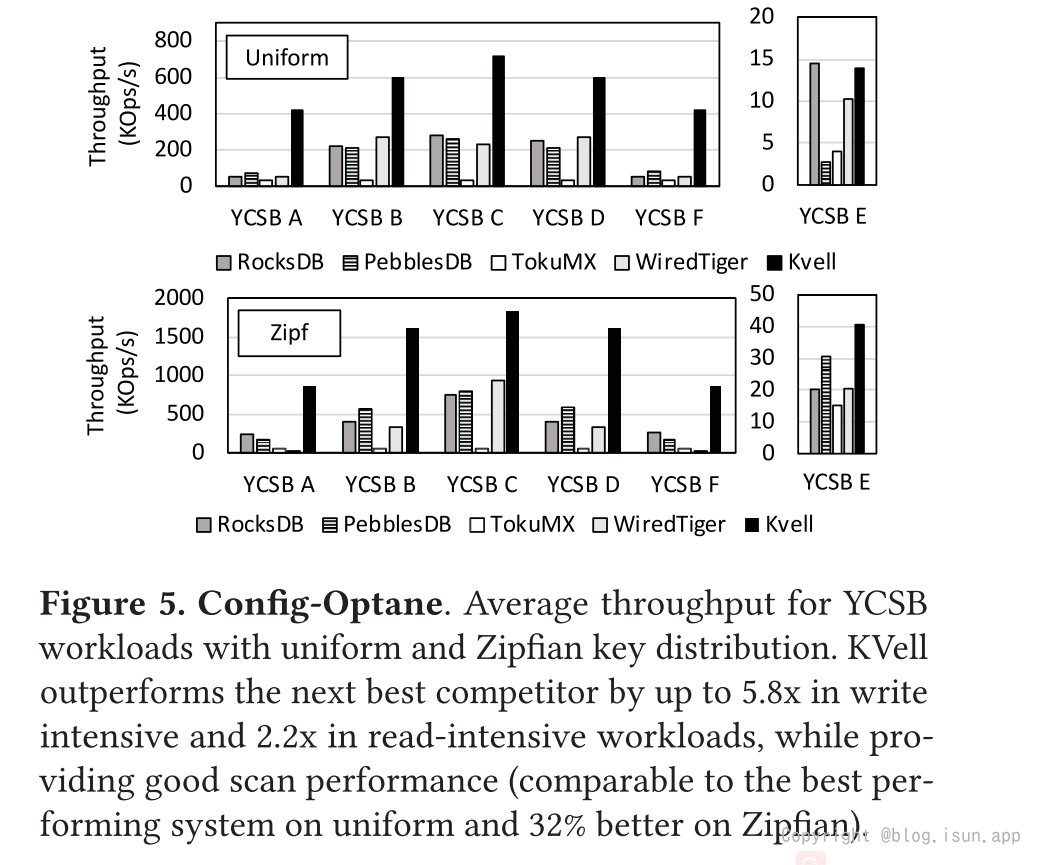 Throughput
(KOps/s)
800
600
400
200
0
Uniform
YCSB A YCSB B YCSB C YCSB D YCSB F
20
15
10
5
0
YCSB E
RocksDB PebblesDB TokuMX WiredTiger Kvell
Throughput
(KOps/s)
2000
1500
1000
500
0
Zipf
YCSB A YCSB B YCSB C YCSB D YCSB F
50
40
30
20
10
0
YCSB E
RocksDB PebblesDB TokuMX WiredTiger Kvell
Figure 5. Config-Optane. Average throughput for YCSB
workloads with uniform and Zipfian key distribution. KVell
outperforms the next best competitor by up to 5.8x in write
intensive and 2.2x in read-intensive workloads, while pro-
viding good scan performance (comparable to the best per-
forming system on uniform and 32% better on Zipfian).
Copyright @blog.isun.app